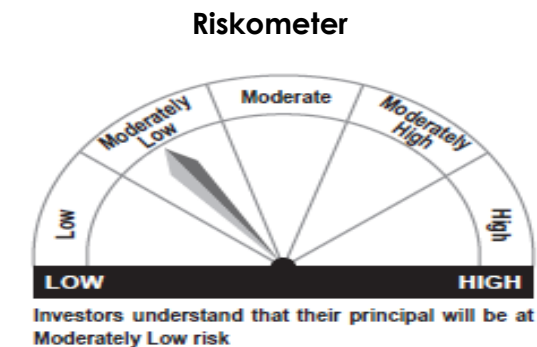 Riskometer
Low
Moderately
Low
Moderate
Moderately
High
High
LOW
HIGH
Investors understand that their principal will be at
Moderately Low risk